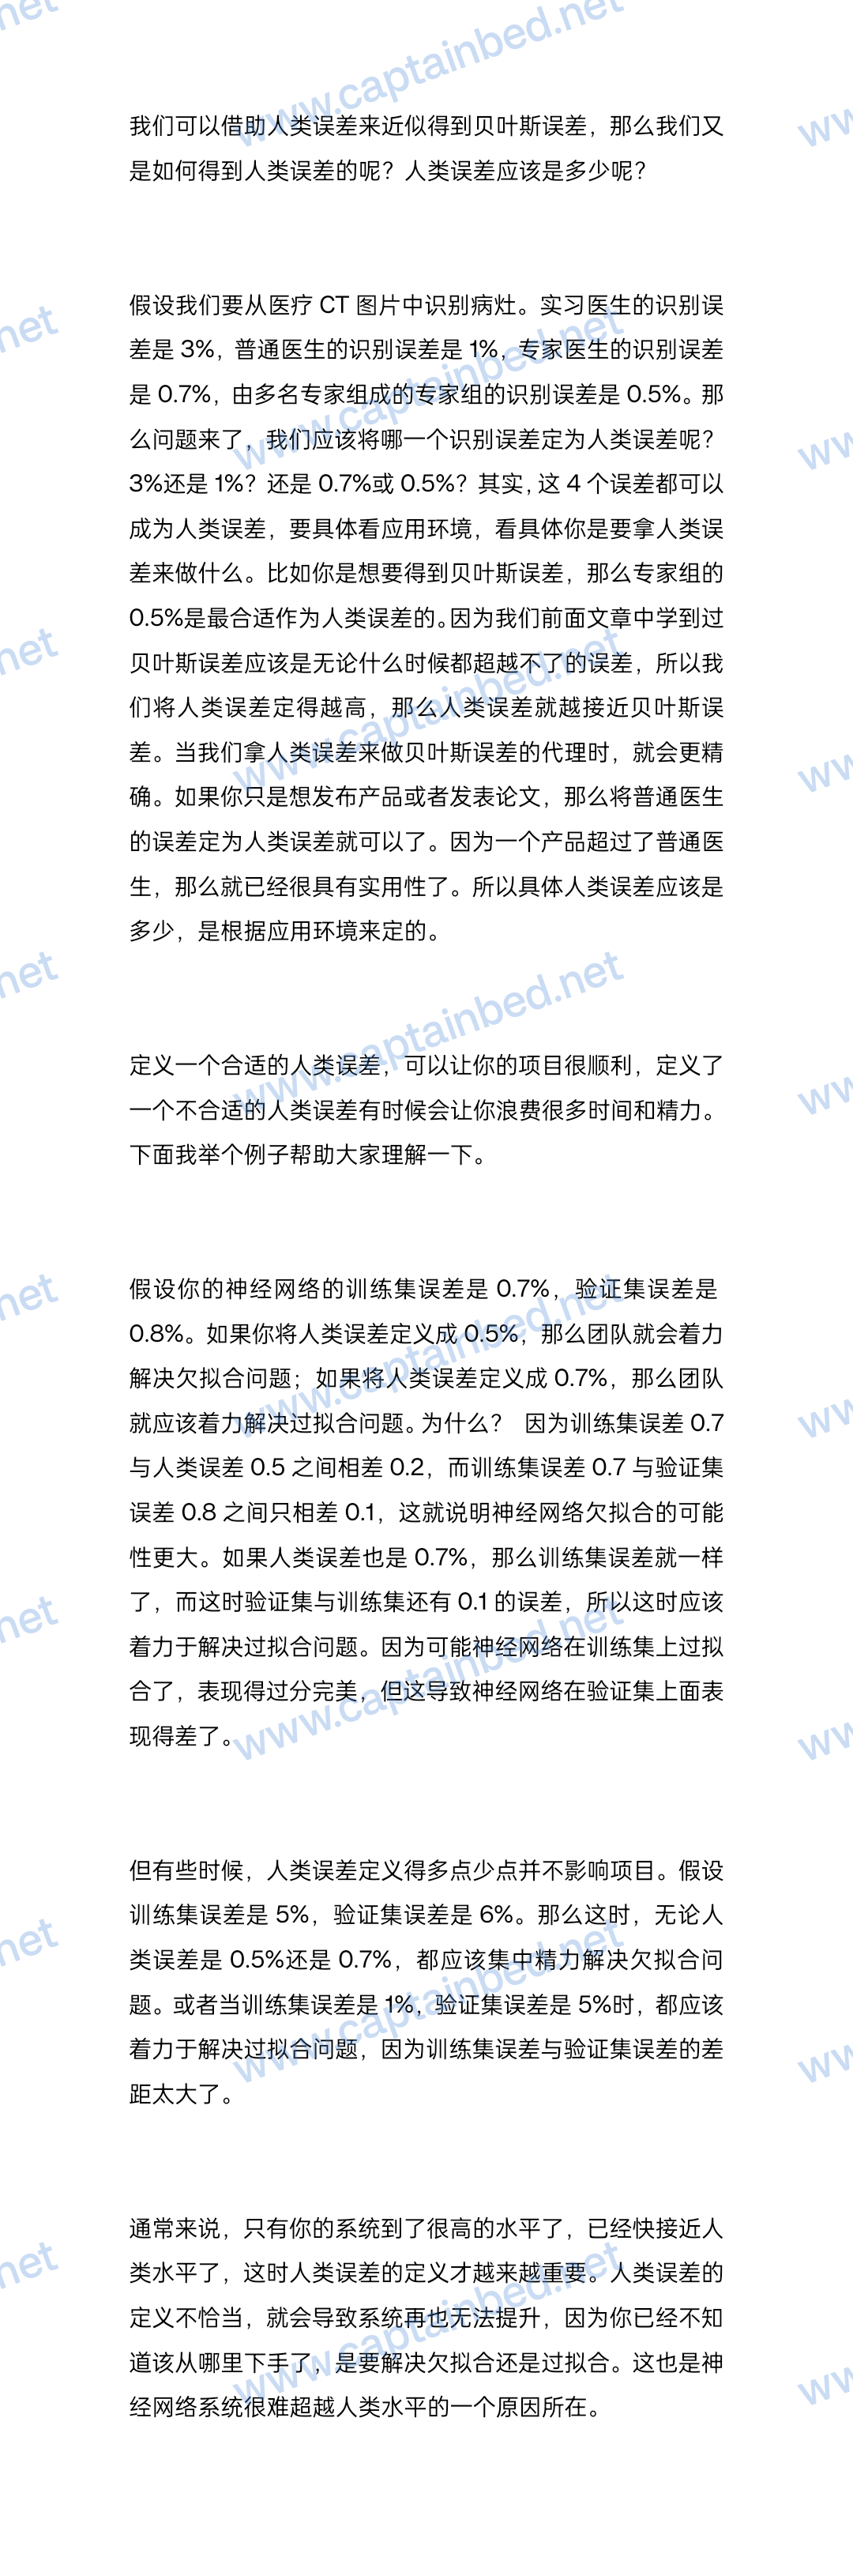 www.captainbed.net
我们可以借助人类误差来近似得到贝叶斯误差，那么我们又
是如何得到人类误差的呢？人类误差应该是多少呢？
假设我们要从医疗 CT 图片中识别病灶。实习医生的识别误
差是 3%，普通医生的识别误差是 1%，专家医生的识别误差
是 0.7%，由多名专家组成的专家组的识别误差是 0.5%。那
么问题来了，我们应该将哪一个识别误差定为人类误差呢？
3%还是 1%？还是 0.7%或 0.5%？其实，这 4 个误差都可以
成为人类误差，要具体看应用环境，看具体你是要拿人类误
差来做什么。比如你是想要得到贝叶斯误差，那么专家组的
0.5%是最合适作为人类误差的。因为我们前面文章中学到过
贝叶斯误差应该是无论什么时候都超越不了的误差，所以我
们将人类误差定得越高，那么人类误差就越接近贝叶斯误
差。当我们拿人类误差来做贝叶斯误差的代理时，就会更精
确。如果你只是想发布产品或者发表论文，那么将普通医生
的误差定为人类误差就可以了。因为一个产品超过了普通医
生，那么就已经很具有实用性了。所以具体人类误差应该是
多少，是根据应用环境来定的。
定义一个合适的人类误差，可以让你的项目很顺利，定义了
一个不合适的人类误差有时候会让你浪费很多时间和精力。
下面我举个例子帮助大家理解一下。
假设你的神经网络的训练集误差是 0.7%，验证集误差是
0.8%。如果你将人类误差定义成 0.5%，那么团队就会着力
解决欠拟合问题；如果将人类误差定义成 0.7%，那么团队
就应该着力解决过拟合问题。为什么？ 因为训练集误差 0.7
与人类误差 0.5 之间相差 0.2，而训练集误差 0.7 与验证集
误差 0.8 之间只相差 0.1，这就说明神经网络欠拟合的可能
性更大。如果人类误差也是 0.7%，那么训练集误差就一样
了，而这时验证集与训练集还有 0.1 的误差，所以这时应该
着力于解决过拟合问题。因为可能神经网络在训练集上过拟
合了，表现得过分完美，但这导致神经网络在验证集上面表
现得差了。
但有些时候，人类误差定义得多点少点并不影响项目。假设
训练集误差是 5%，验证集误差是 6%。那么这时，无论人
类误差是 0.5%还是 0.7%，都应该集中精力解决欠拟合问
题。或者当训练集误差是 1%，验证集误差是 5%时，都应该
着力于解决过拟合问题，因为训练集误差与验证集误差的差
距太大了。
通常来说，只有你的系统到了很高的水平了，已经快接近人
类水平了，这时人类误差的定义才越来越重要。人类误差的
定义不恰当，就会导致系统再也无法提升，因为你已经不知
道该从哪里下手了，是要解决欠拟合还是过拟合。这也是神
经网络系统很难超越人类水平的一个原因所在。